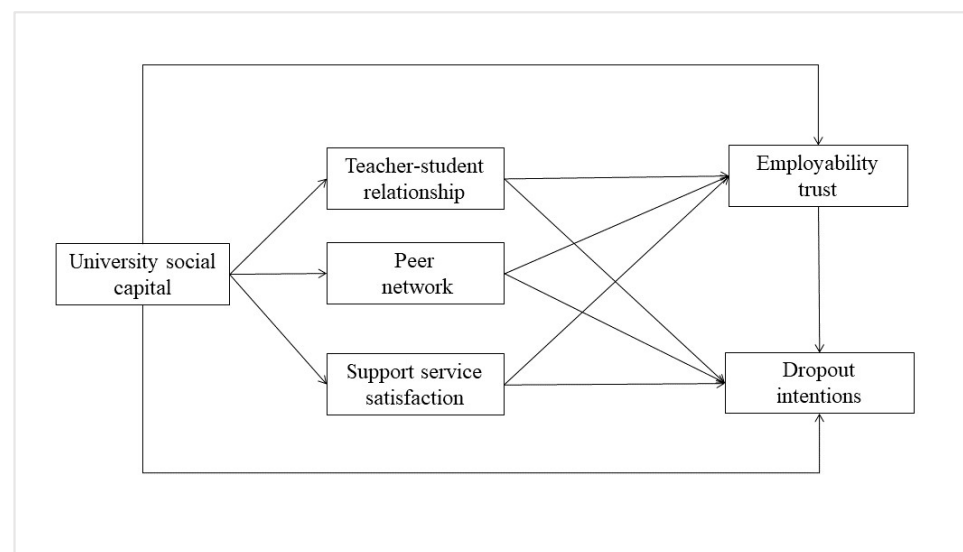 Teacher-student
relationship
Employability
trust
University social
capital
Peer
network
Support service
satisfaction
Dropout
intentions